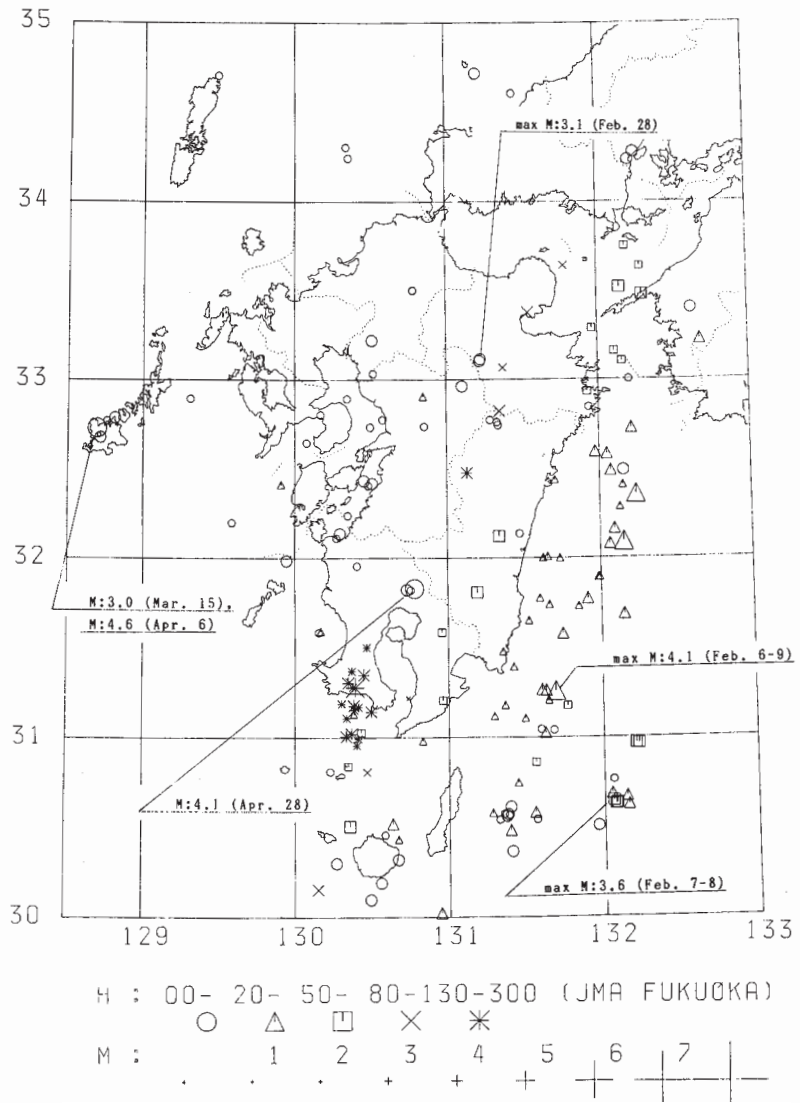 35
max M:3.1 (Feb. 28)
34
33
32
M:3.0 (Mar. 15),
M:4.6 (Apr. 6)
max M:4.1 (Feb. 6-9)
31
M:4.1 (Apr. 28)
max M:3.6 (Feb. 7-8)
30
129 130 131 132 133
H : 00- 20- 50- 80-130-300 (JMA FUKUOKA)
M : 1 2 3 4 5 6 7